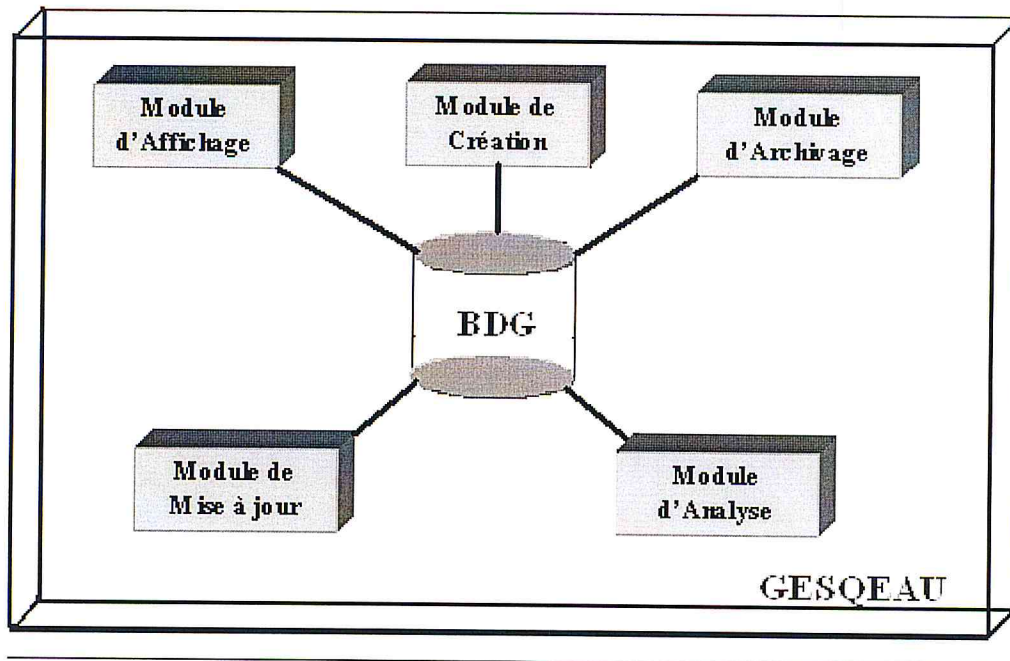 Module
d'Affichage
Module de
Création
Module
d'Archivage
BDG
Module de
Mise à jour
Module
d'Analyse
GESQEAU